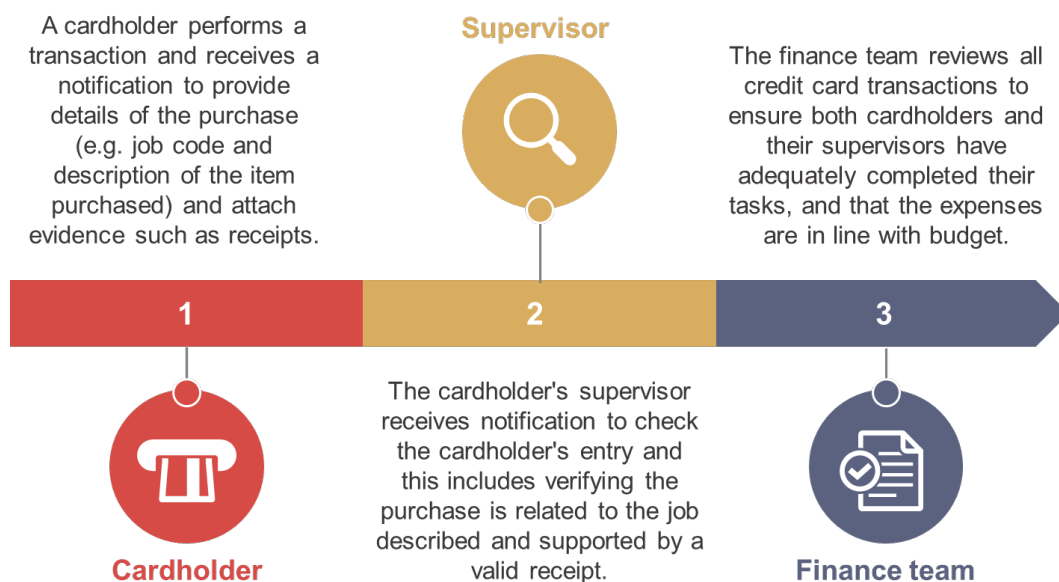 A cardholder performs a
transaction and receives a
notification to provide
details of the purchase
(e.g. job code and
description of the item
purchased) and attach
evidence such as receipts.
Supervisor
The finance team reviews all
credit card transactions to
ensure both cardholders and
their supervisors have
adequately completed their
tasks, and that the expenses
are in line with budget.
1
2
3
Cardholder
The cardholder's supervisor
receives notification to check
the cardholder's entry and
this includes verifying the
purchase is related to the job
described and supported by a
valid receipt.
Finance team